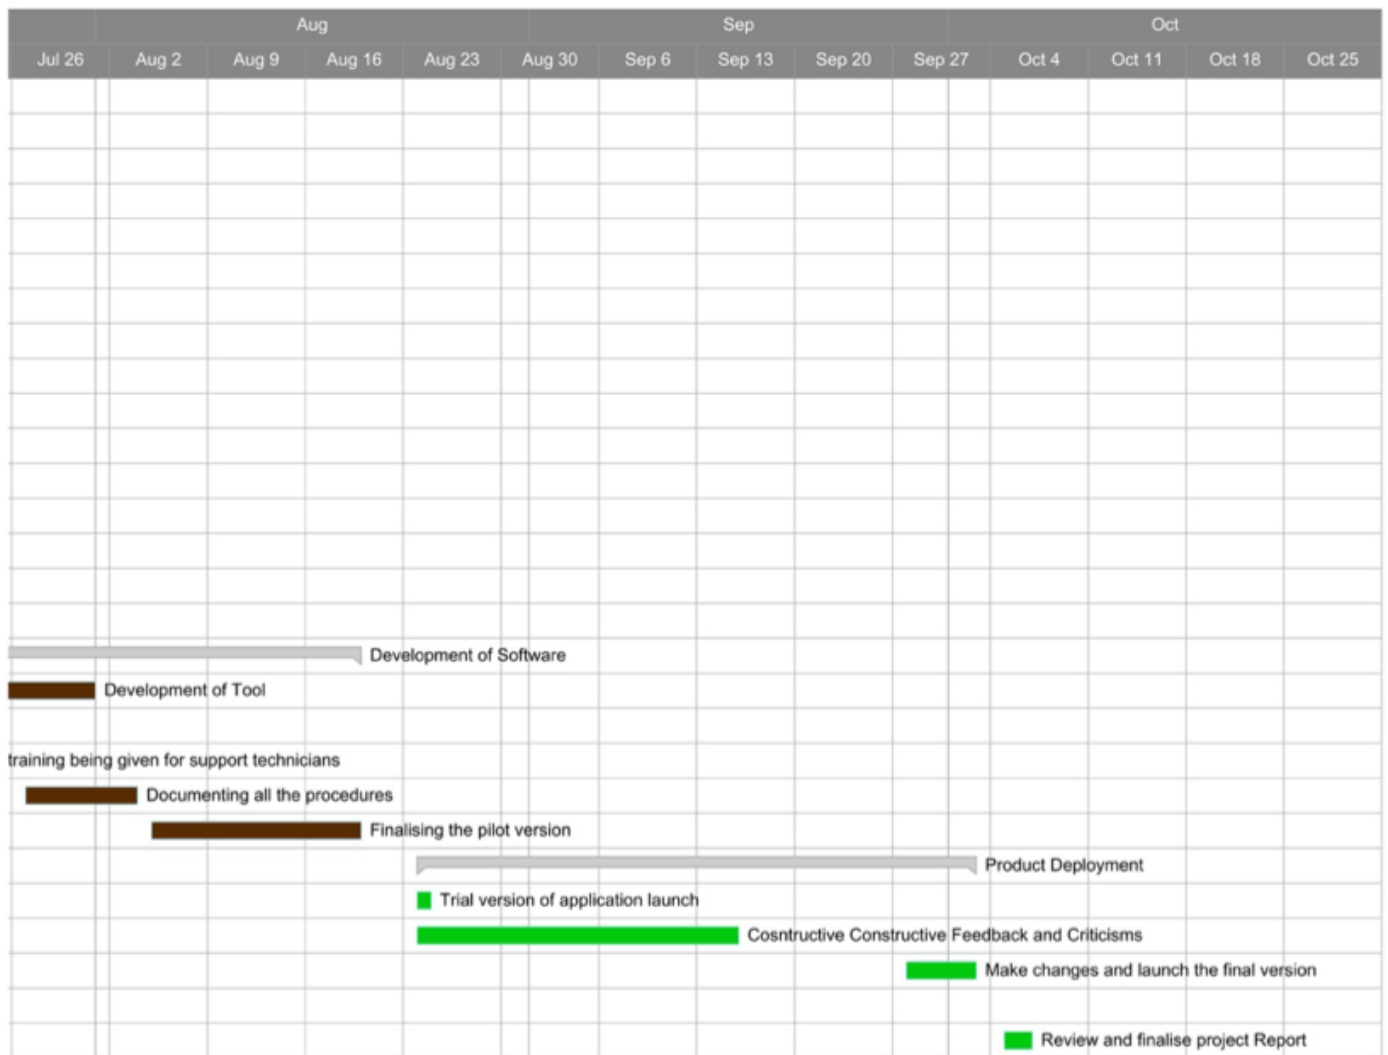 Aug Sep Oct
Jul 26 Aug 2 Aug 9 Aug 16 Aug 23 Aug 30 Sep 6 Sep 13 Sep 20 Sep 27 Oct 4 Oct 11 Oct 18 Oct 25
Development of Software
Development of Tool
training being given for support technicians
Documenting all the procedures
Finalising the pilot version
Product Deployment
Trial version of application launch
Cosntructive Constructive Feedback and Criticisms
Make changes and launch the final version
Review and finalise project Report